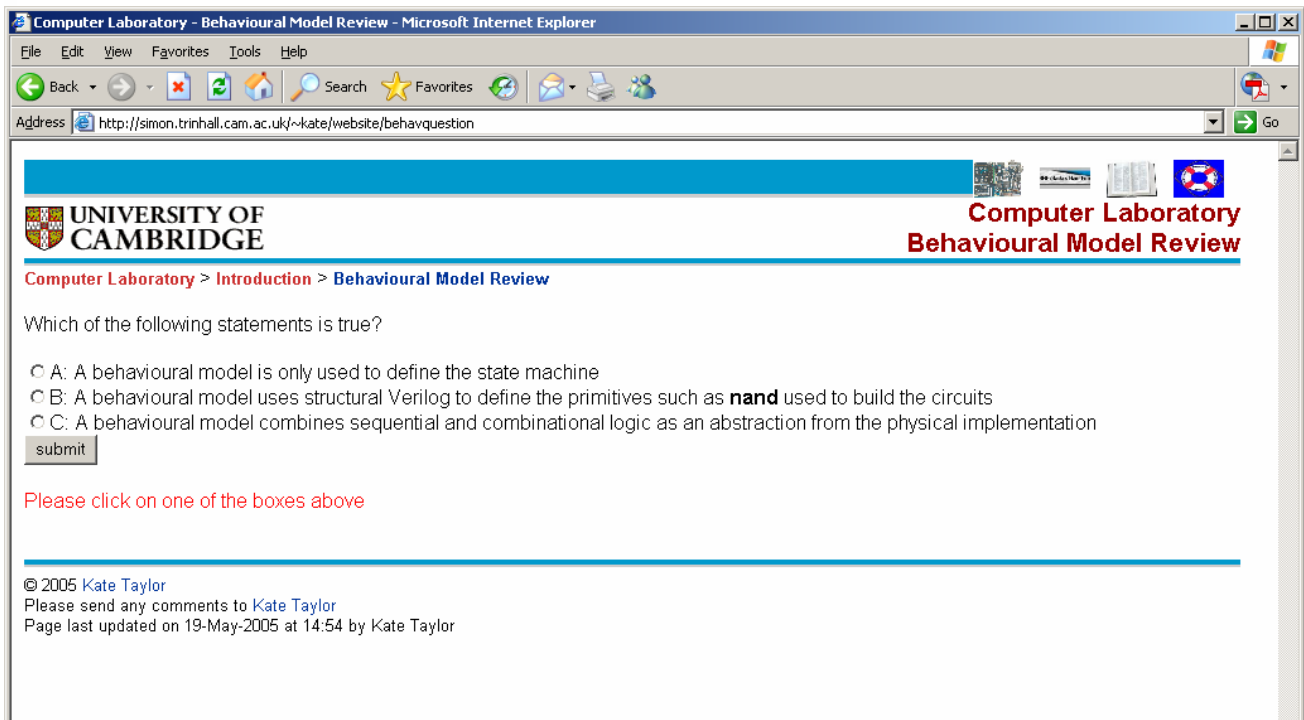 Computer Laboratory - Behavioural Model Review - Microsoft Internet Explorer
File Edit View Favorites Tools Help
Back Search Favorites
Address http://simon.trinhall.cam.ac.uk/~kate/website/behavquestion Go
UNIVERSITY OF
CAMBRIDGE
Computer Laboratory
Behavioural Model Review
Computer Laboratory > Introduction > Behavioural Model Review
Which of the following statements is true?
A: A behavioural model is only used to define the state machine
B: A behavioural model uses structural Verilog to define the primitives such as nand used to build the circuits
C: A behavioural model combines sequential and combinational logic as an abstraction from the physical implementation
submit
Please click on one of the boxes above
© 2005 Kate Taylor
Please send any comments to Kate Taylor
Page last updated on 19-May-2005 at 14:54 by Kate Taylor